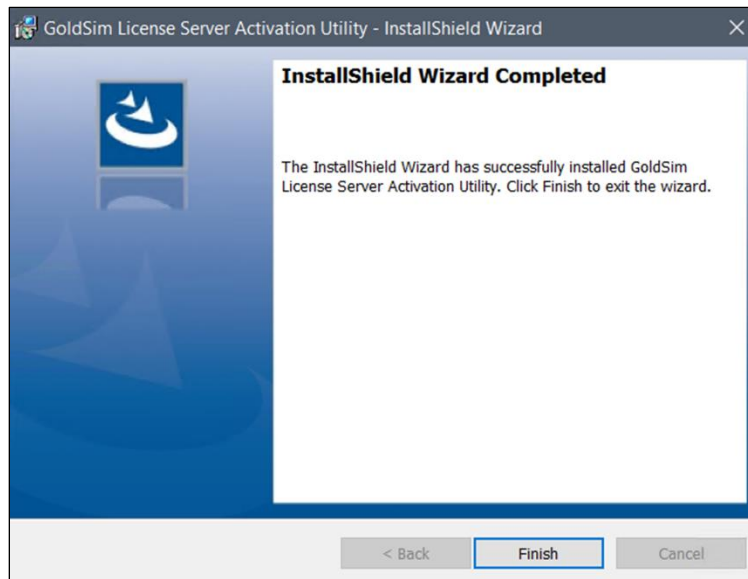 GoldSim License Server Activation Utility - InstallShield Wizard
InstallShield Wizard Completed
The InstallShield Wizard has successfully installed GoldSim
License Server Activation Utility. Click Finish to exit the wizard.
< Back
Finish
Cancel